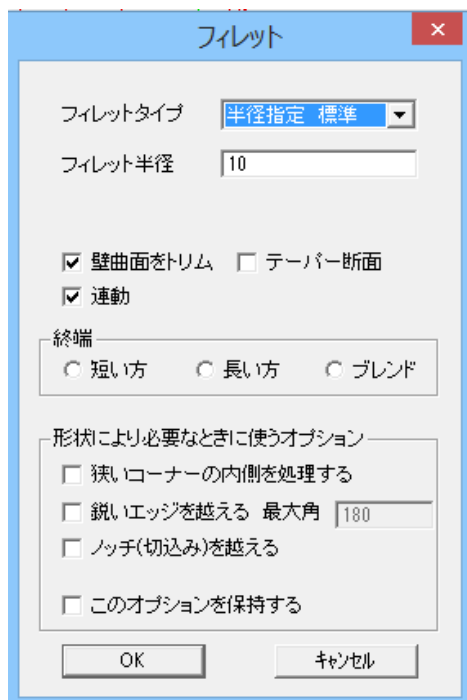 フィレット
フィレットタイプ 半径指定 標準
フィレット半径 10
壁曲面をトリム テーパー断面
連動
終端
短い方 長い方 ブレンド
形状により必要なときに使うオプション
狭いコーナーの内側を処理する
鋭いエッジを越える 最大角 180
ノッチ(切込み)を越える
このオプションを保持する
OK キャンセル